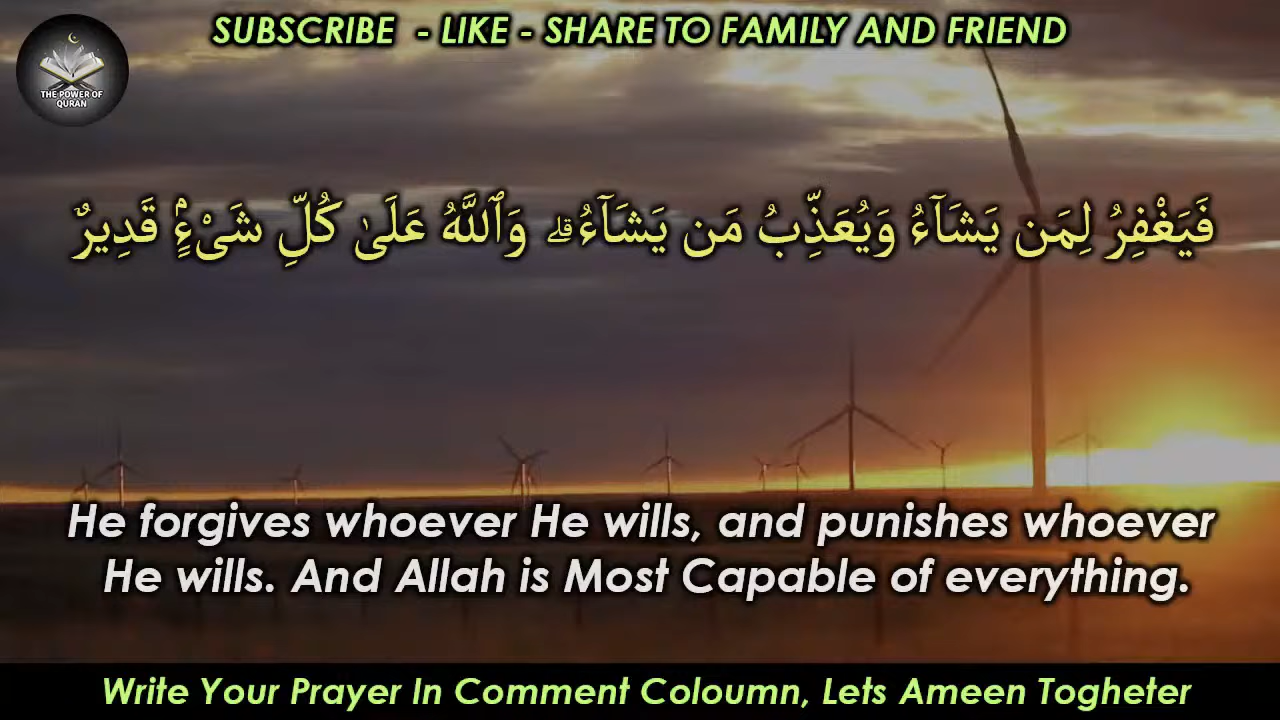 SUBSCRIBE - LIKE - SHARE TO FAMILY AND FRIEND
THE POWER OF
QURAN
فَيَغْفِرُ لِمَن يَشَآءُ وَيُعَذِّبُ مَن يَشَآءُ ۗ وَٱللَّهُ عَلَىٰ كُلِّ شَىْءٍۢ قَدِيرٌ
He forgives whoever He wills, and punishes whoever
He wills. And Allah is Most Capable of everything.
Write Your Prayer In Comment Coloumn, Lets Ameen Togheter